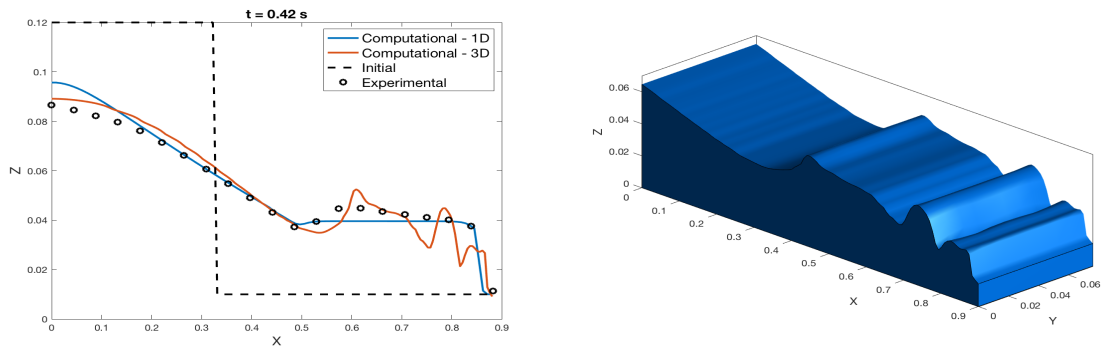 t = 0.42 s
0.12
0.1
0.08
0.06
0.04
0.02
0
Z
0 0.1 0.2 0.3 0.4 0.5 0.6 0.7 0.8 0.9
X
Computational - 1D
Computational - 3D
Initial
Experimental
0.06
0.04
0.02
0
Z
0
0.1
0.2
0.3
0.4
0.5
0.6
0.7
0.8
0.9
X
0
0.02
0.04
0.06
Y